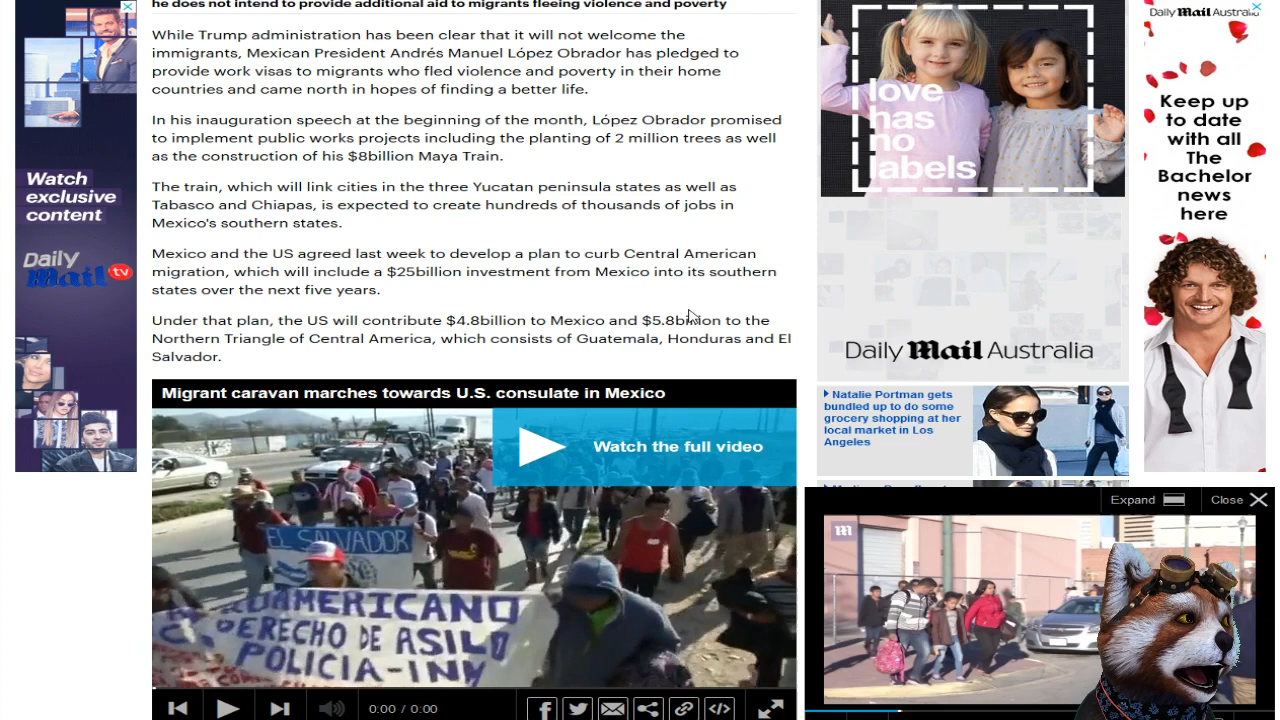 he does not intend to provide additional aid to migrants fleeing violence and poverty
While Trump administration has been clear that it will not welcome the
immigrants, Mexican President Andrés Manuel López Obrador has pledged to
provide work visas to migrants who fled violence and poverty in their home
countries and came north in hopes of finding a better life.
In his inauguration speech at the beginning of the month, López Obrador promised
to implement public works projects including the planting of 2 million trees as well
as the construction of his $8billion Maya Train.
The train, which will link cities in the three Yucatan peninsula states as well as
Tabasco and Chiapas, is expected to create hundreds of thousands of jobs in
Mexico's southern states.
Mexico and the US agreed last week to develop a plan to curb Central American
migration, which will include a $25billion investment from Mexico into its southern
states over the next five years.
Under that plan, the US will contribute $4.8billion to Mexico and $5.8billion to the
Northern Triangle of Central America, which consists of Guatemala, Honduras and El
Salvador.
Migrant caravan marches towards U.S. consulate in Mexico
Watch the full video
EL SALVADOR
AMERICANO
DERECHO DE ASILO
POLICIA-INM
0:00 / 0:00
Watch
exclusive
content
Daily
Mail tv
love
has
no
labels
Daily Mail Australia
Natalie Portman gets
bundled up to do some
grocery shopping at her
local market in Los
Angeles
Daily Mail Australia
Keep up
to date
with all
The
Bachelor
news
here
Expand
Close
m